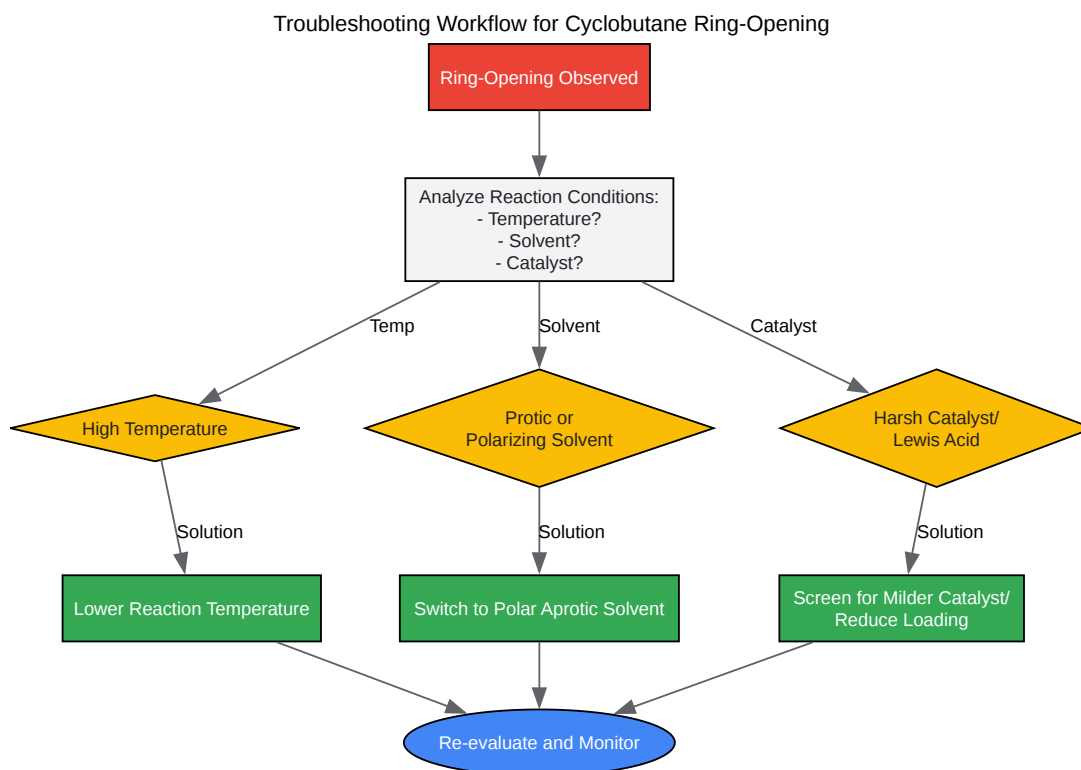 Troubleshooting Workflow for Cyclobutane Ring-Opening
Ring-Opening Observed
Analyze Reaction Conditions:
- Temperature?
- Solvent?
- Catalyst?
Temp
Solvent
Catalyst
High Temperature
Protic or
Polarizing Solvent
Harsh Catalyst/
Lewis Acid
Solution
Solution
Solution
Lower Reaction Temperature
Switch to Polar Aprotic Solvent
Screen for Milder Catalyst/
Reduce Loading
Re-evaluate and Monitor